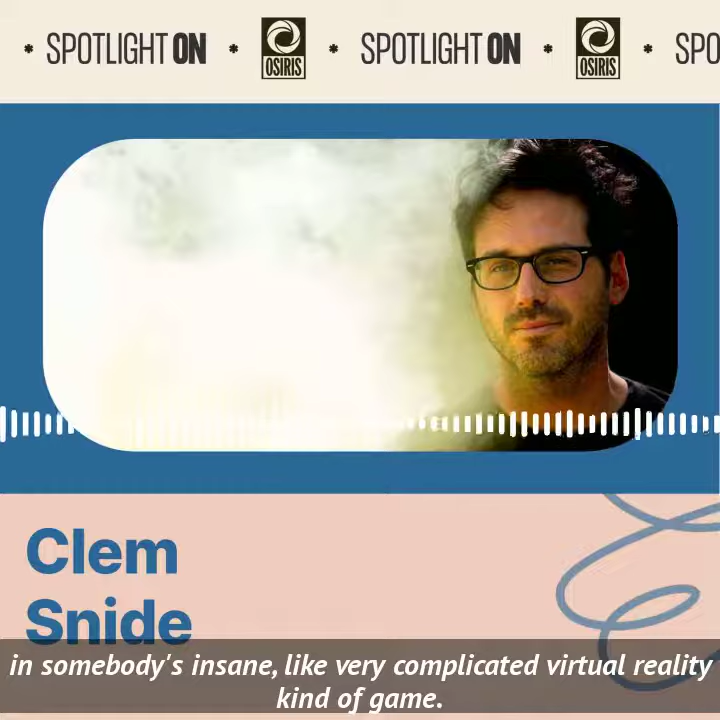 * SPOTLIGHT ON * OSIRIS * SPOTLIGHT ON * OSIRIS * SPO
Clem
Snide
in somebody's insane, like very complicated virtual reality
kind of game.